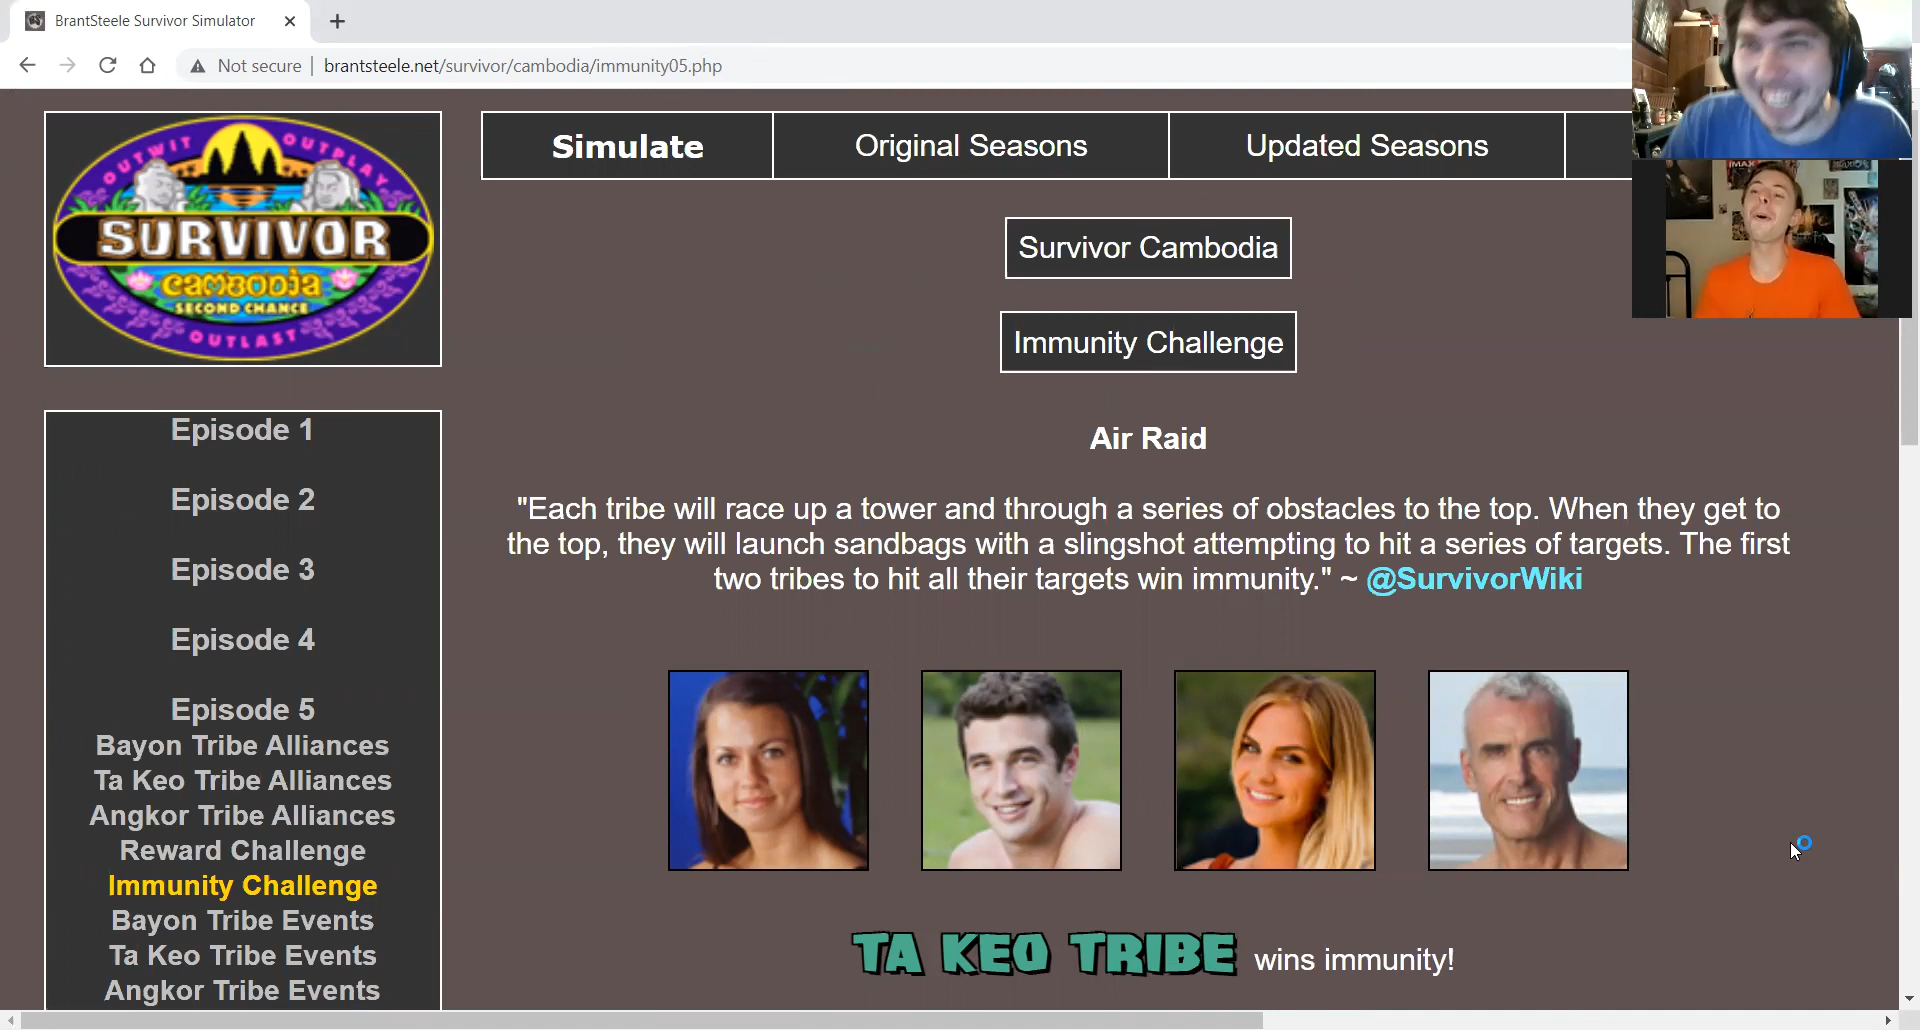 BrantSteele Survivor Simulator
Not secure | brantsteele.net/survivor/cambodia/immunity05.php
OUTWIT OUTPLAY
SURVIVOR
CAMBODIA
SECOND CHANCE
OUTLAST
Simulate
Original Seasons
Updated Seasons
Survivor Cambodia
Immunity Challenge
Air Raid
"Each tribe will race up a tower and through a series of obstacles to the top. When they get to
the top, they will launch sandbags with a slingshot attempting to hit a series of targets. The first
two tribes to hit all their targets win immunity." ~ @SurvivorWiki
TA KEO TRIBE wins immunity!
Episode 1
Episode 2
Episode 3
Episode 4
Episode 5
Bayon Tribe Alliances
Ta Keo Tribe Alliances
Angkor Tribe Alliances
Reward Challenge
Immunity Challenge
Bayon Tribe Events
Ta Keo Tribe Events
Angkor Tribe Events
IMAX